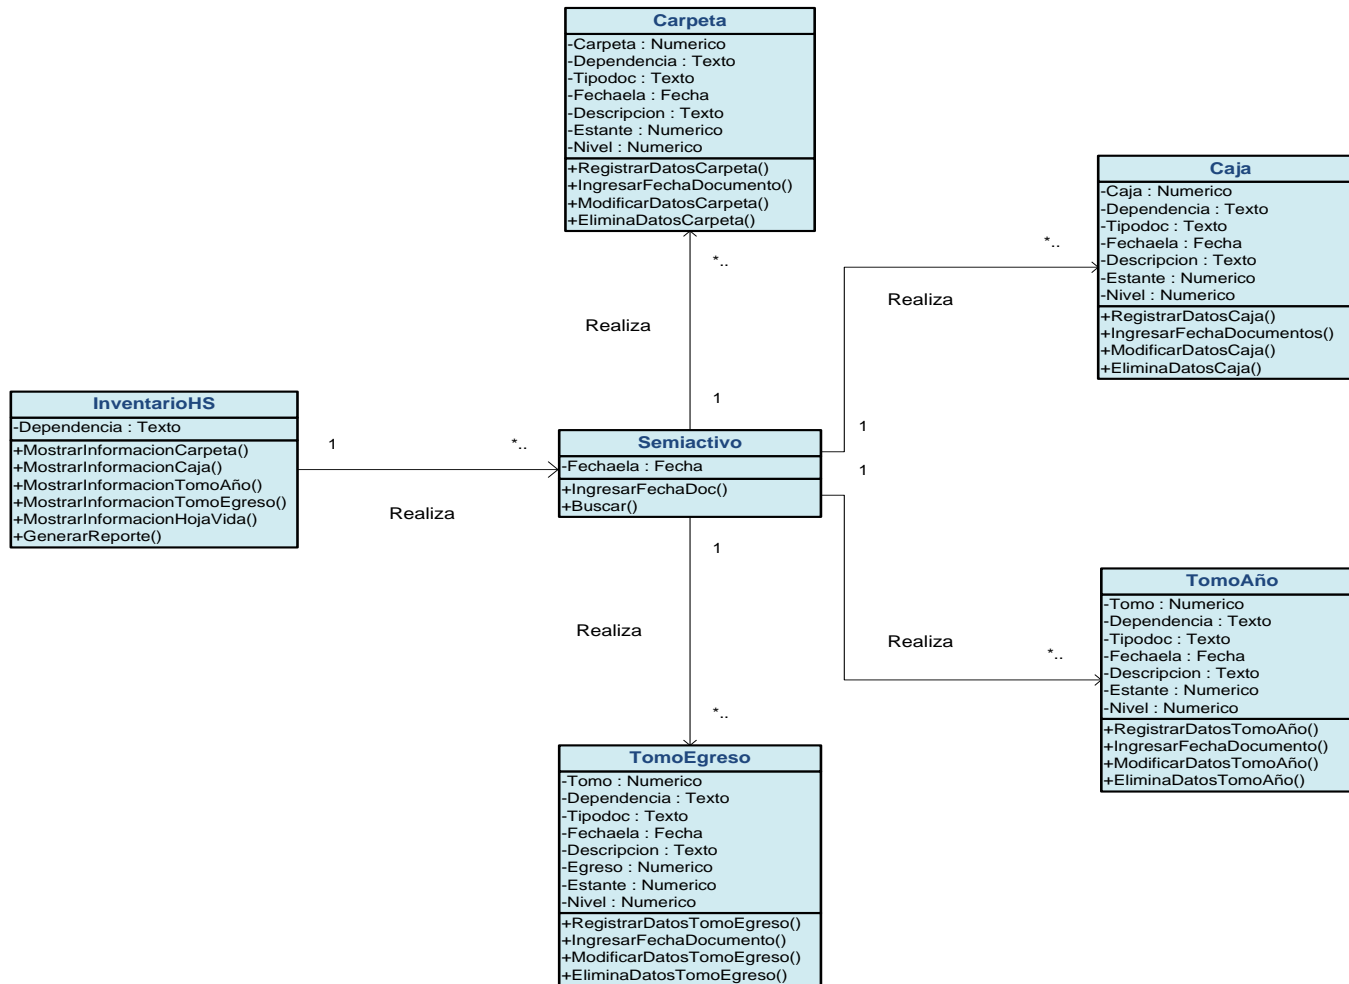 Carpeta
-Carpeta : Numerico
-Dependencia : Texto
-Tipodoc : Texto
-Fechaela : Fecha
-Descripcion : Texto
-Estante : Numerico
-Nivel : Numerico
+RegistrarDatosCarpeta()
+IngresarFechaDocumento()
+ModificarDatosCarpeta()
+EliminaDatosCarpeta()
Caja
-Caja : Numerico
-Dependencia : Texto
-Tipodoc : Texto
-Fechaela : Fecha
-Descripcion : Texto
-Estante : Numerico
-Nivel : Numerico
+RegistrarDatosCaja()
+IngresarFechaDocumentos()
+ModificarDatosCaja()
+EliminaDatosCaja()
*..
*..
Realiza
Realiza
1
1
1
InventarioHS
-Dependencia : Texto
+MostrarInformacionCarpeta()
+MostrarInformacionCaja()
+MostrarInformacionTomoAño()
+MostrarInformacionTomoEgreso()
+MostrarInformacionHojaVida()
+GenerarReporte()
1
*..
Realiza
Semiactivo
-Fechaela : Fecha
+IngresarFechaDoc()
+Buscar()
1
Realiza
Realiza
*..
*..
TomoAño
-Tomo : Numerico
-Dependencia : Texto
-Tipodoc : Texto
-Fechaela : Fecha
-Descripcion : Texto
-Estante : Numerico
-Nivel : Numerico
+RegistrarDatosTomoAño()
+IngresarFechaDocumento()
+ModificarDatosTomoAño()
+EliminaDatosTomoAño()
TomoEgreso
-Tomo : Numerico
-Dependencia : Texto
-Tipodoc : Texto
-Fechaela : Fecha
-Descripcion : Texto
-Egreso : Numerico
-Estante : Numerico
-Nivel : Numerico
+RegistrarDatosTomoEgreso()
+IngresarFechaDocumento()
+ModificarDatosTomoEgreso()
+EliminaDatosTomoEgreso()